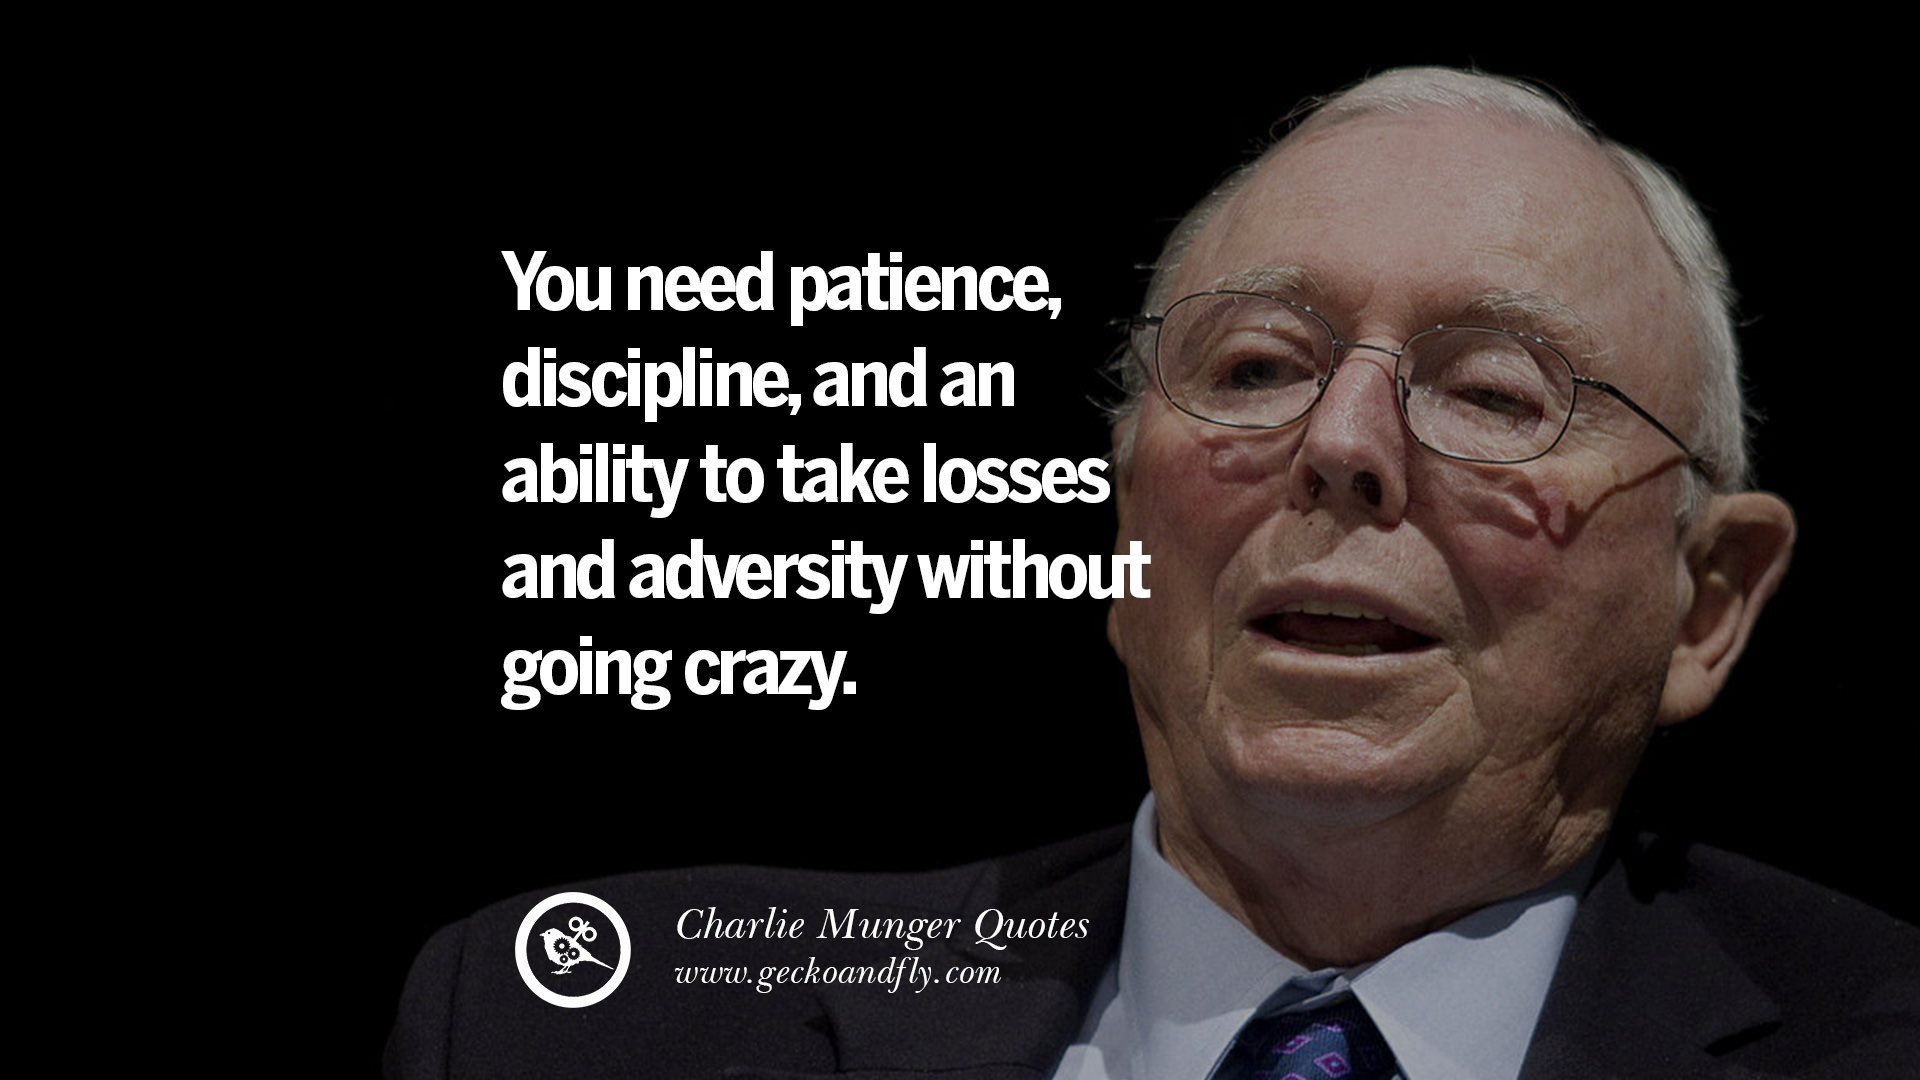 You need patience,
discipline, and an
ability to take losses
and adversity without
going crazy.
Charlie Munger Quotes
www.geckoandfly.com